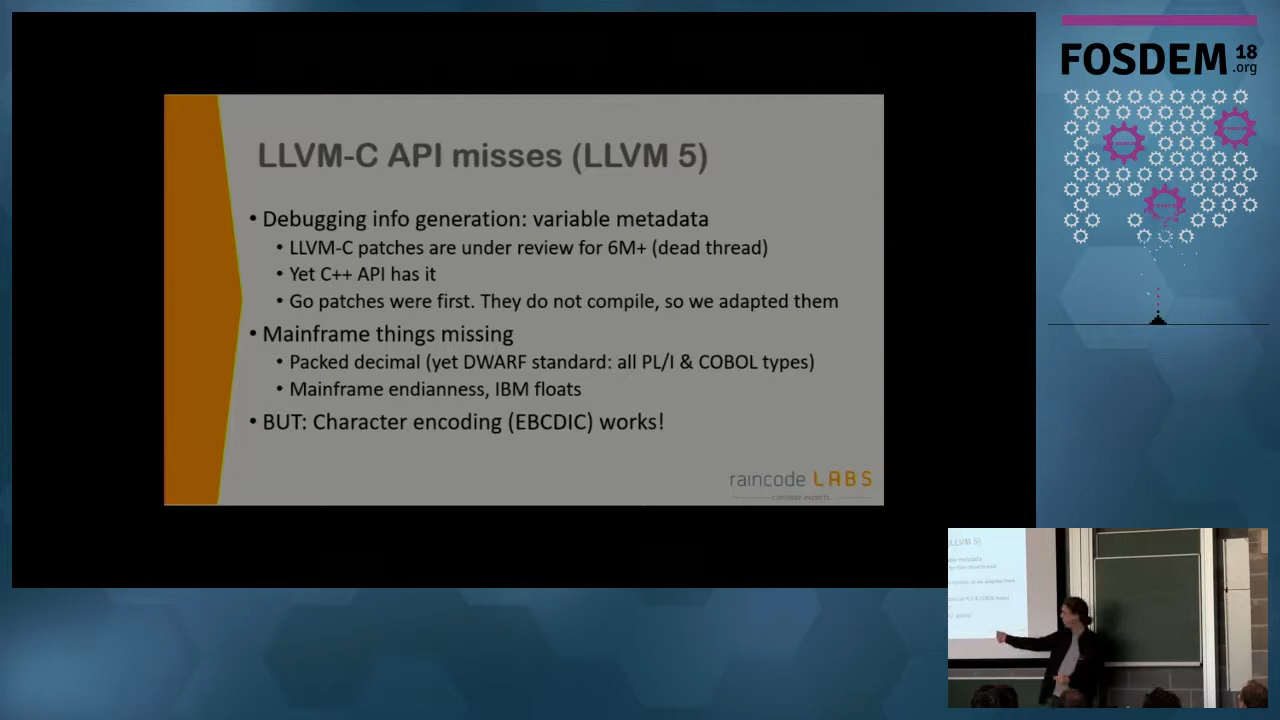 FOSDEM 18
.org
LLVM-C API misses (LLVM 5)
• Debugging info generation: variable metadata
• LLVM-C patches are under review for 6M+ (dead thread)
• Yet C++ API has it
• Go patches were first. They do not compile, so we adapted them
• Mainframe things missing
• Packed decimal (yet DWARF standard: all PL/I & COBOL types)
• Mainframe endianness, IBM floats
• BUT: Character encoding (EBCDIC) works!
raincode LABS
compiler experts